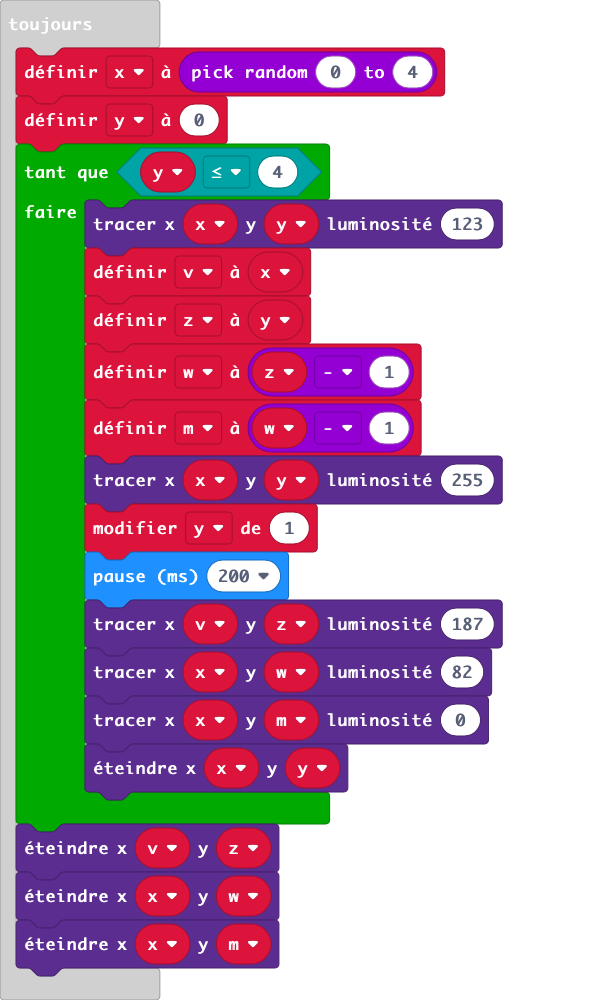 toujours
définir x à pick random 0 to 4
définir y à 0
tant que y ≤ 4
faire
tracer x x y y luminosité 123
définir v à x
définir z à y
définir w à z - 1
définir m à w - 1
tracer x x y y luminosité 255
modifier y de 1
pause (ms) 200
tracer x v y z luminosité 187
tracer x x y w luminosité 82
tracer x x y m luminosité 0
éteindre x x y y
éteindre x v y z
éteindre x x y w
éteindre x x y m